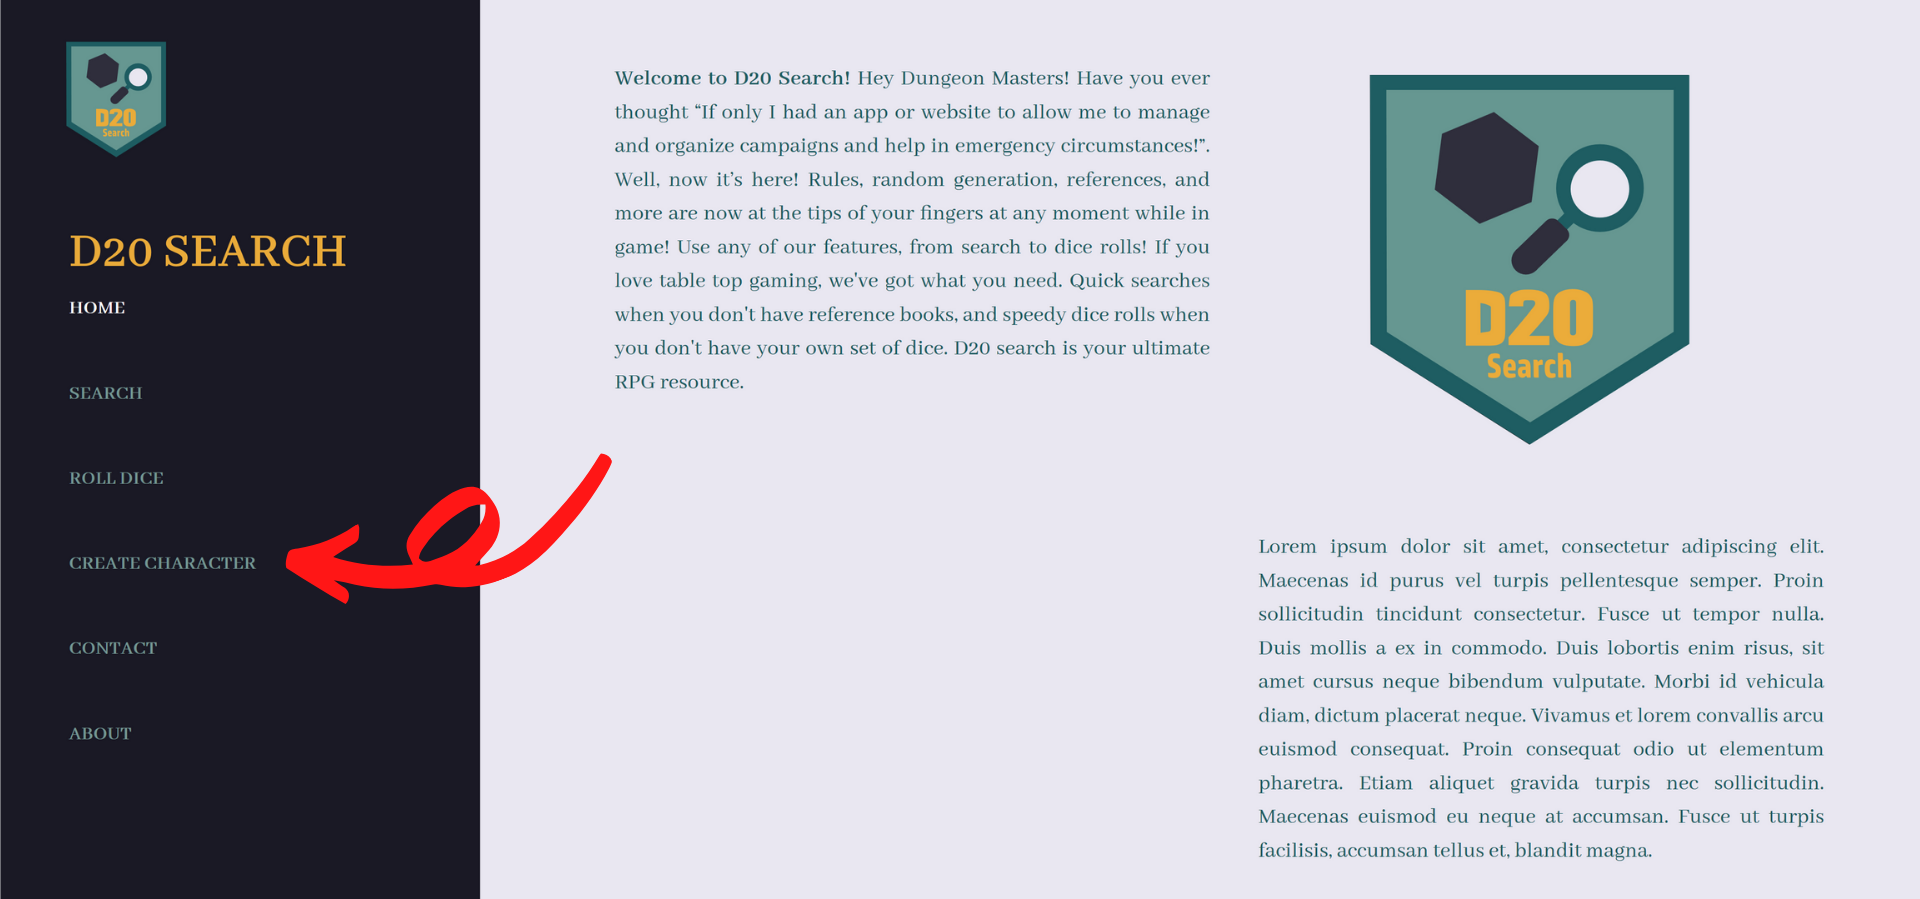 D20
Search
D20 SEARCH
HOME
SEARCH
ROLL DICE
CREATE CHARACTER
CONTACT
ABOUT
Welcome to D20 Search! Hey Dungeon Masters! Have you ever
thought “If only I had an app or website to allow me to manage
and organize campaigns and help in emergency circumstances!”.
Well, now it’s here! Rules, random generation, references, and
more are now at the tips of your fingers at any moment while in
game! Use any of our features, from search to dice rolls! If you
love table top gaming, we've got what you need. Quick searches
when you don't have reference books, and speedy dice rolls when
you don't have your own set of dice. D20 search is your ultimate
RPG resource.
D20
Search
Lorem ipsum dolor sit amet, consectetur adipiscing elit.
Maecenas id purus vel turpis pellentesque semper. Proin
sollicitudin tincidunt consectetur. Fusce ut tempor nulla.
Duis mollis a ex in commodo. Duis lobortis enim risus, sit
amet cursus neque bibendum vulputate. Morbi id vehicula
diam, dictum placerat neque. Vivamus et lorem convallis arcu
euismod consequat. Proin consequat odio ut elementum
pharetra. Etiam aliquet gravida turpis nec sollicitudin.
Maecenas euismod eu neque at accumsan. Fusce ut turpis
facilisis, accumsan tellus et, blandit magna.